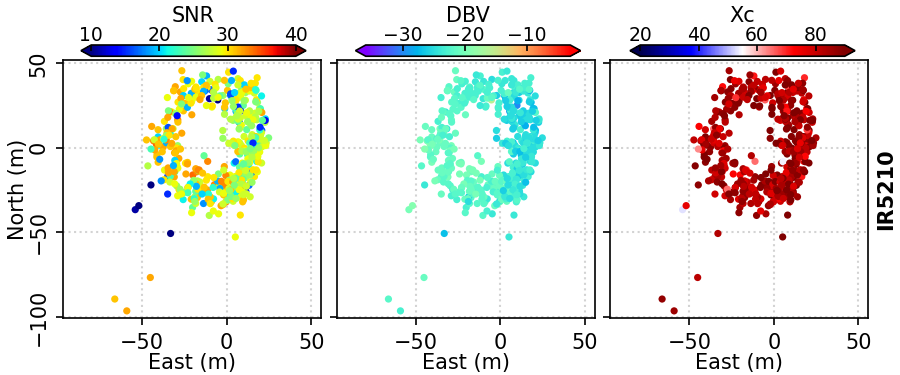 SNR DBV Xc
10 20 30 40 −30 −20 −10 20 40 60 80
50
0
−50
−100
North (m)
IR5210
−50 0 50 −50 0 50 −50 0 50
East (m) East (m) East (m)